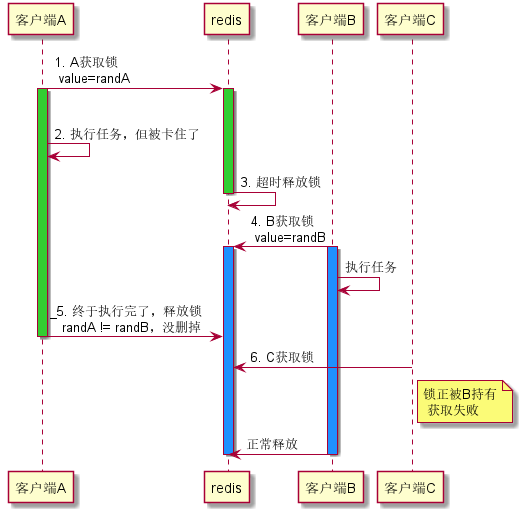 客户端A
redis
客户端B
客户端C
1. A获取锁
value=randA
2. 执行任务，但被卡住了
3. 超时释放锁
4. B获取锁
value=randB
执行任务
_5. 终于执行完了，释放锁
randA != randB，没删掉
6. C获取锁
锁正被B持有
获取失败
正常释放
客户端A
redis
客户端B
客户端C